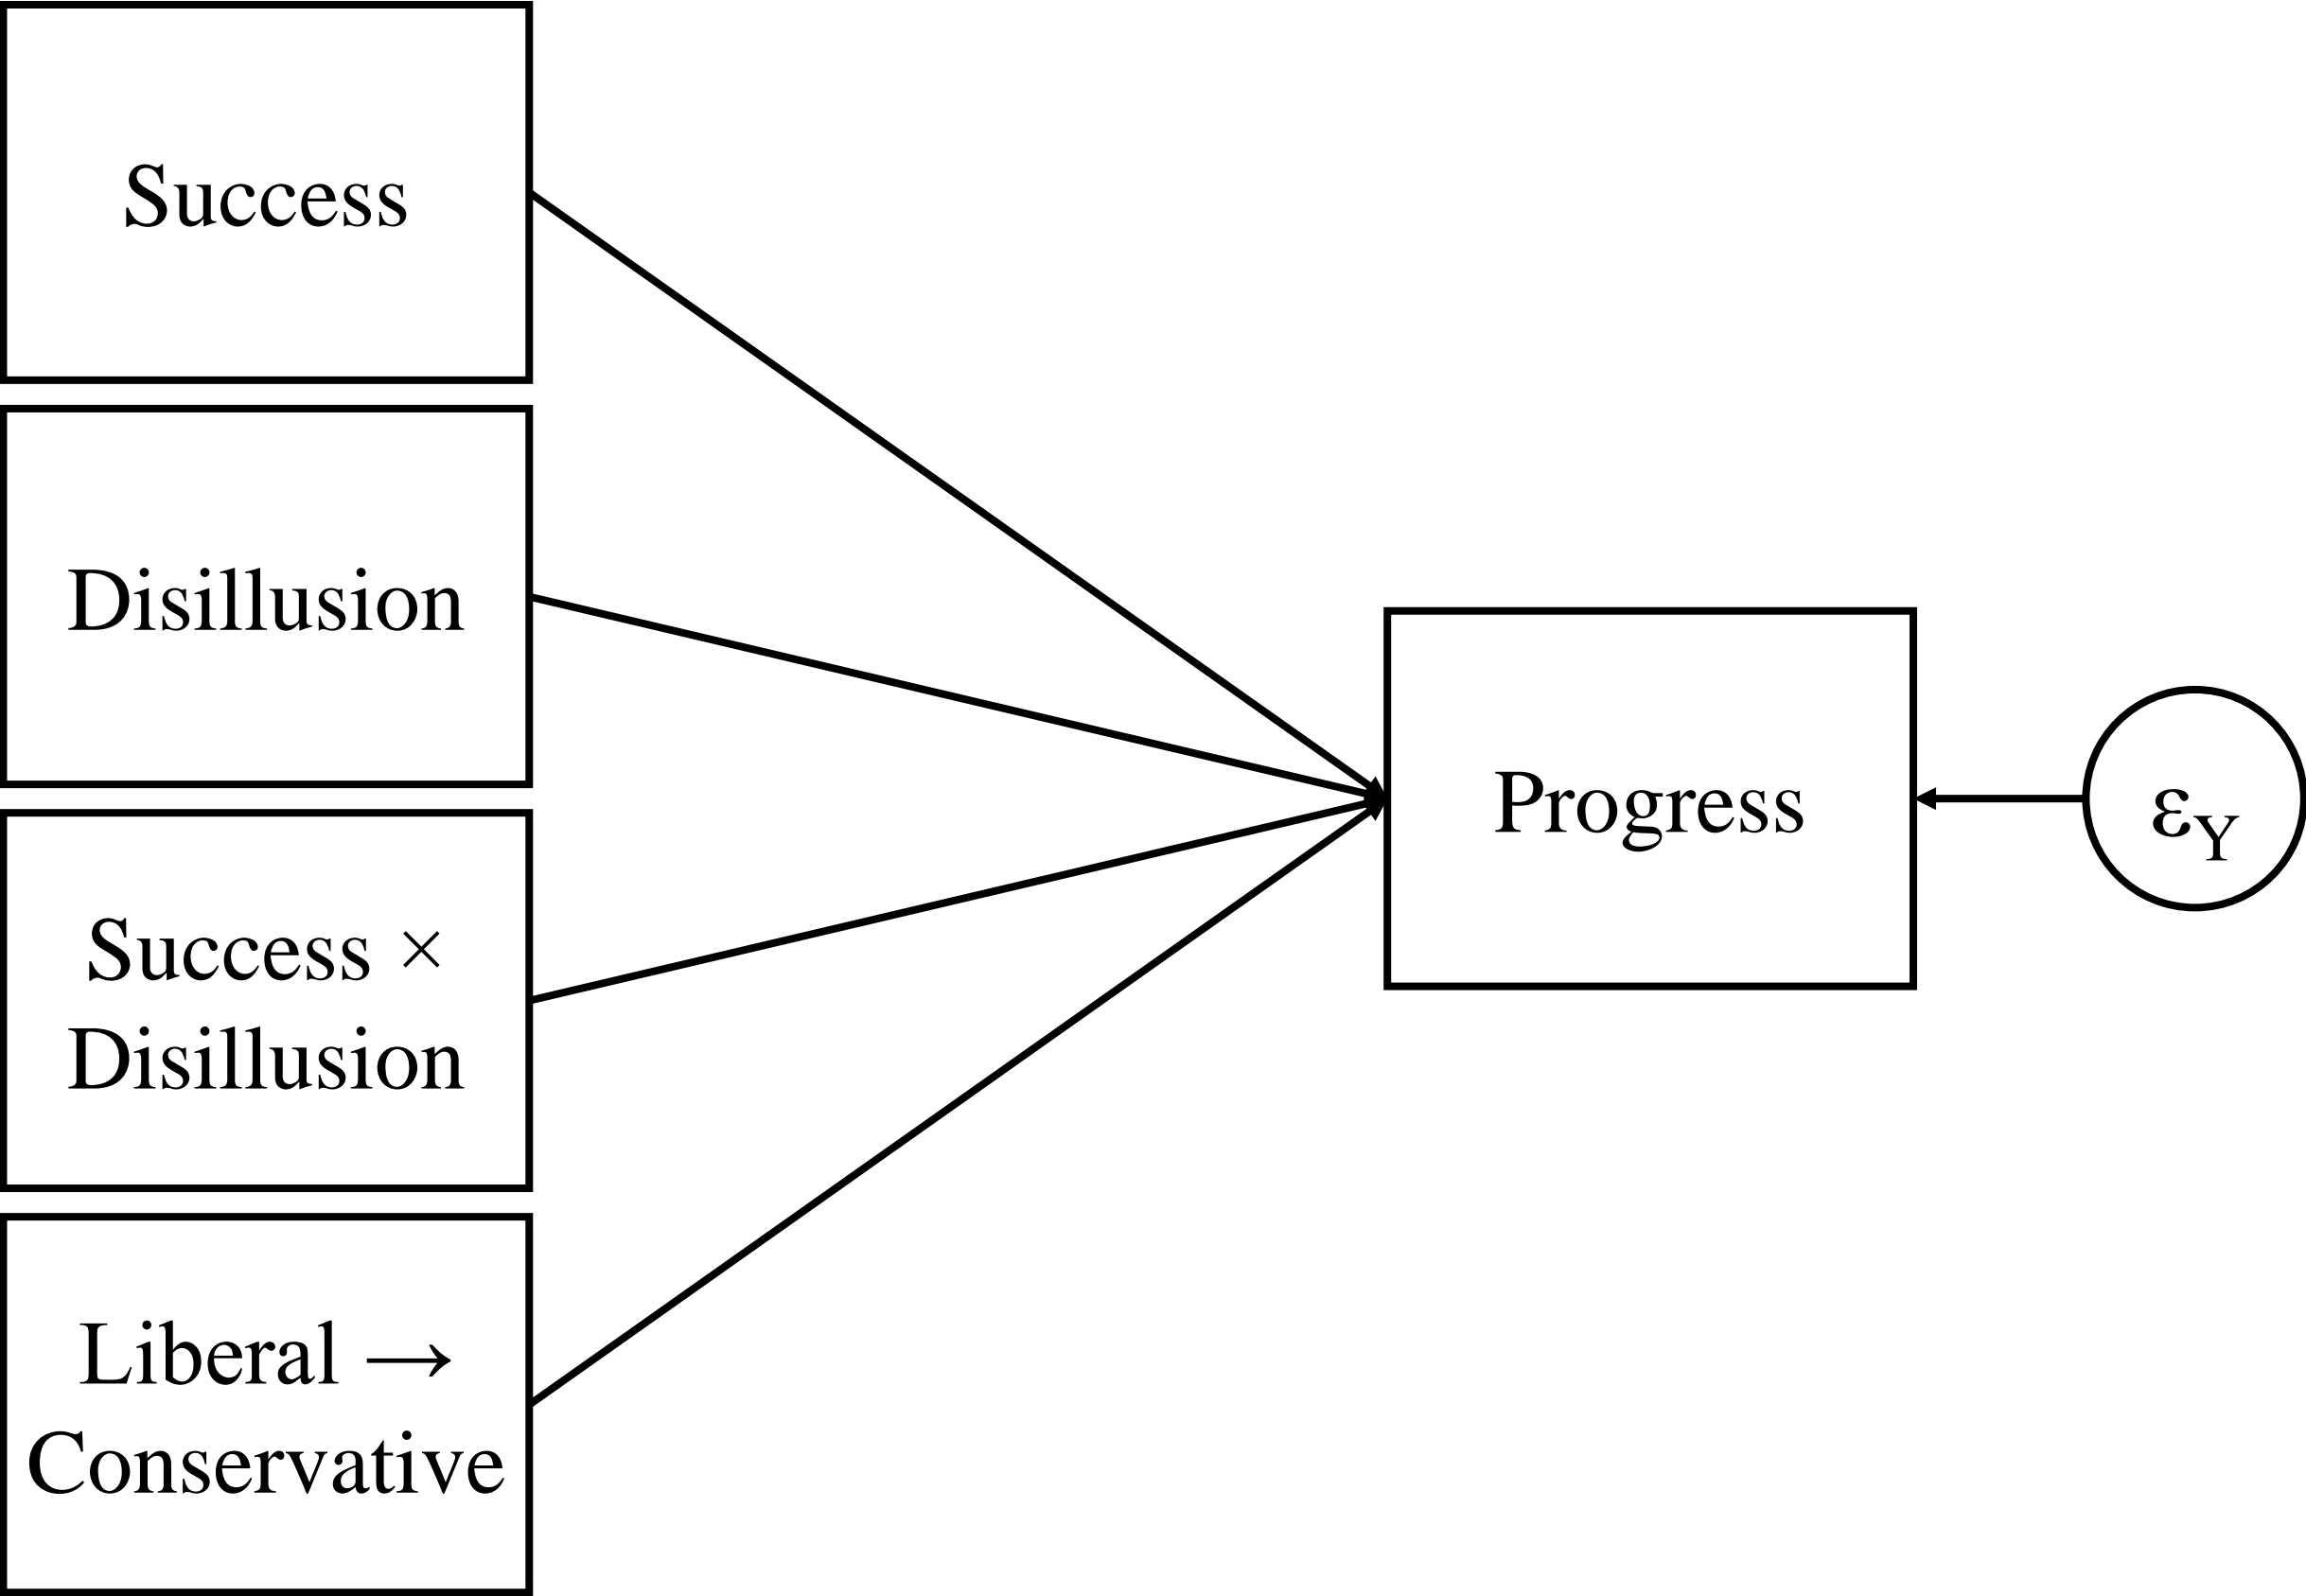 Success
Disillusion
Success ×
Disillusion
Liberal →
Conservative
Progress
εY